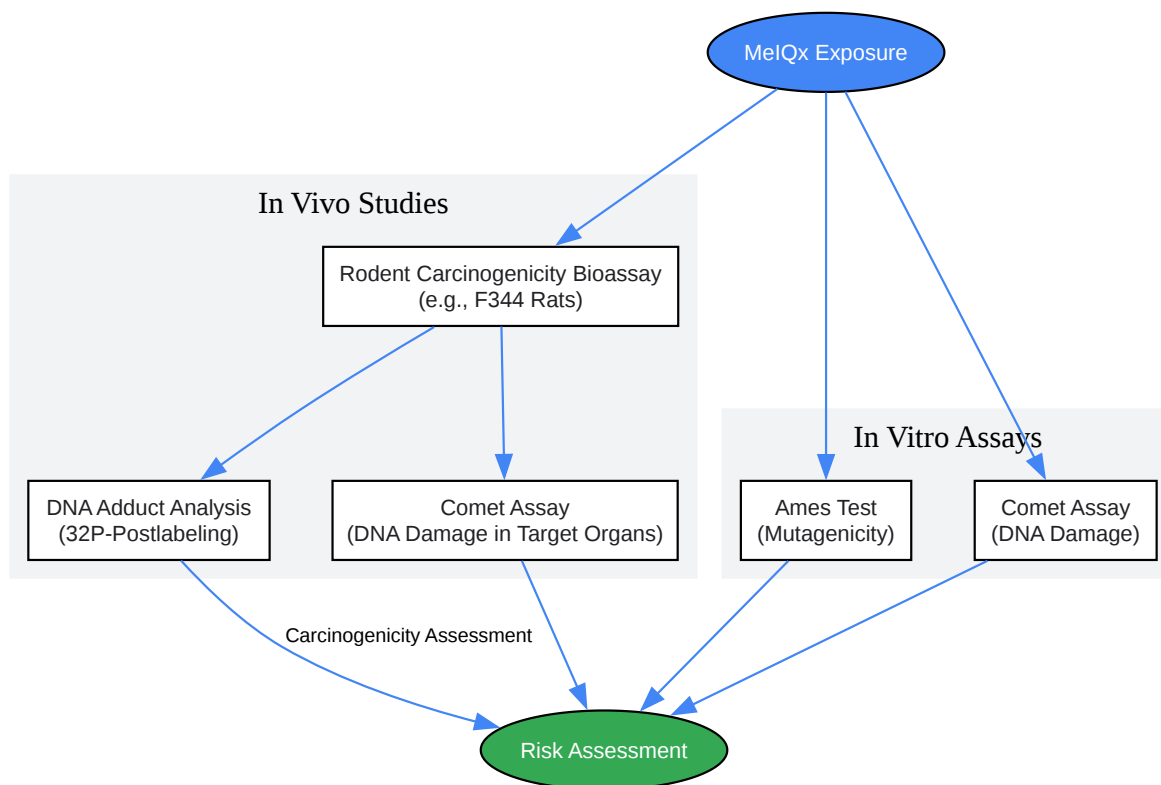 MeIQx Exposure
In Vivo Studies
Rodent Carcinogenicity Bioassay
(e.g., F344 Rats)
In Vitro Assays
DNA Adduct Analysis
(32P-Postlabeling)
Comet Assay
(DNA Damage in Target Organs)
Ames Test
(Mutagenicity)
Comet Assay
(DNA Damage)
Carcinogenicity Assessment
Risk Assessment